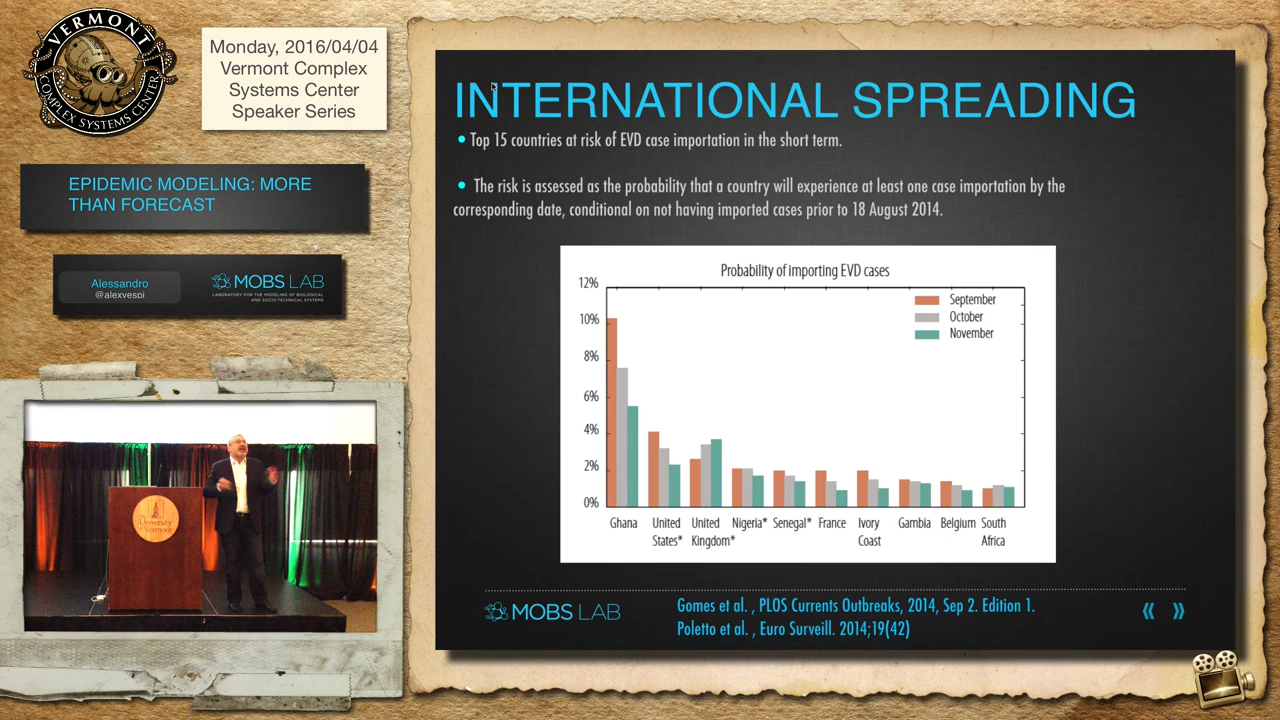 VERMONT
COMPLEX SYSTEMS CENTER
Monday, 2016/04/04
Vermont Complex
Systems Center
Speaker Series
EPIDEMIC MODELING: MORE
THAN FORECAST
Alessandro
@alexvespi
MOBS LAB
LABORATORY FOR THE MODELING OF BIOLOGICAL
AND SOCIO-TECHNICAL SYSTEMS
The
University
of Vermont
INTERNATIONAL SPREADING
• Top 15 countries at risk of EVD case importation in the short term.
• The risk is assessed as the probability that a country will experience at least one case importation by the
corresponding date, conditional on not having imported cases prior to 18 August 2014.
Probability of importing EVD cases
12%
10%
8%
6%
4%
2%
0%
September
October
November
Ghana
United
States*
United
Kingdom*
Nigeria*
Senegal*
France
Ivory
Coast
Gambia
Belgium
South
Africa
MOBS LAB
Gomes et al. , PLOS Currents Outbreaks, 2014, Sep 2. Edition 1.
Poletto et al. , Euro Surveill. 2014;19(42)
« »